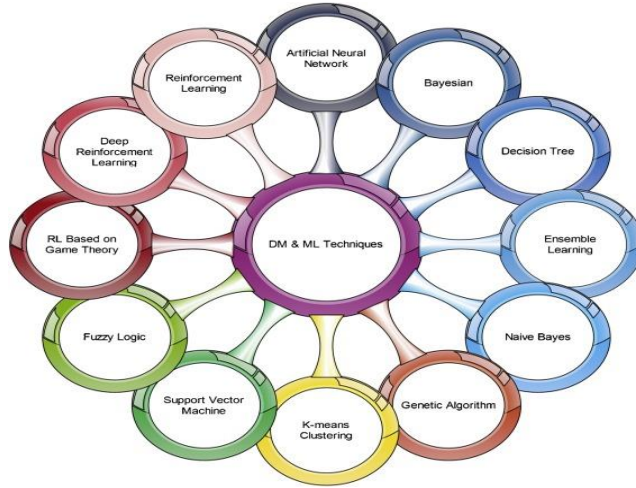 Artificial Neural
Network
Bayesian
Decision Tree
Ensemble
Learning
Naive Bayes
Genetic Algorithm
K-means
Clustering
Support Vector
Machine
Fuzzy Logic
RL Based on
Game Theory
Deep
Reinforcement
Learning
Reinforcement
Learning
DM & ML Techniques